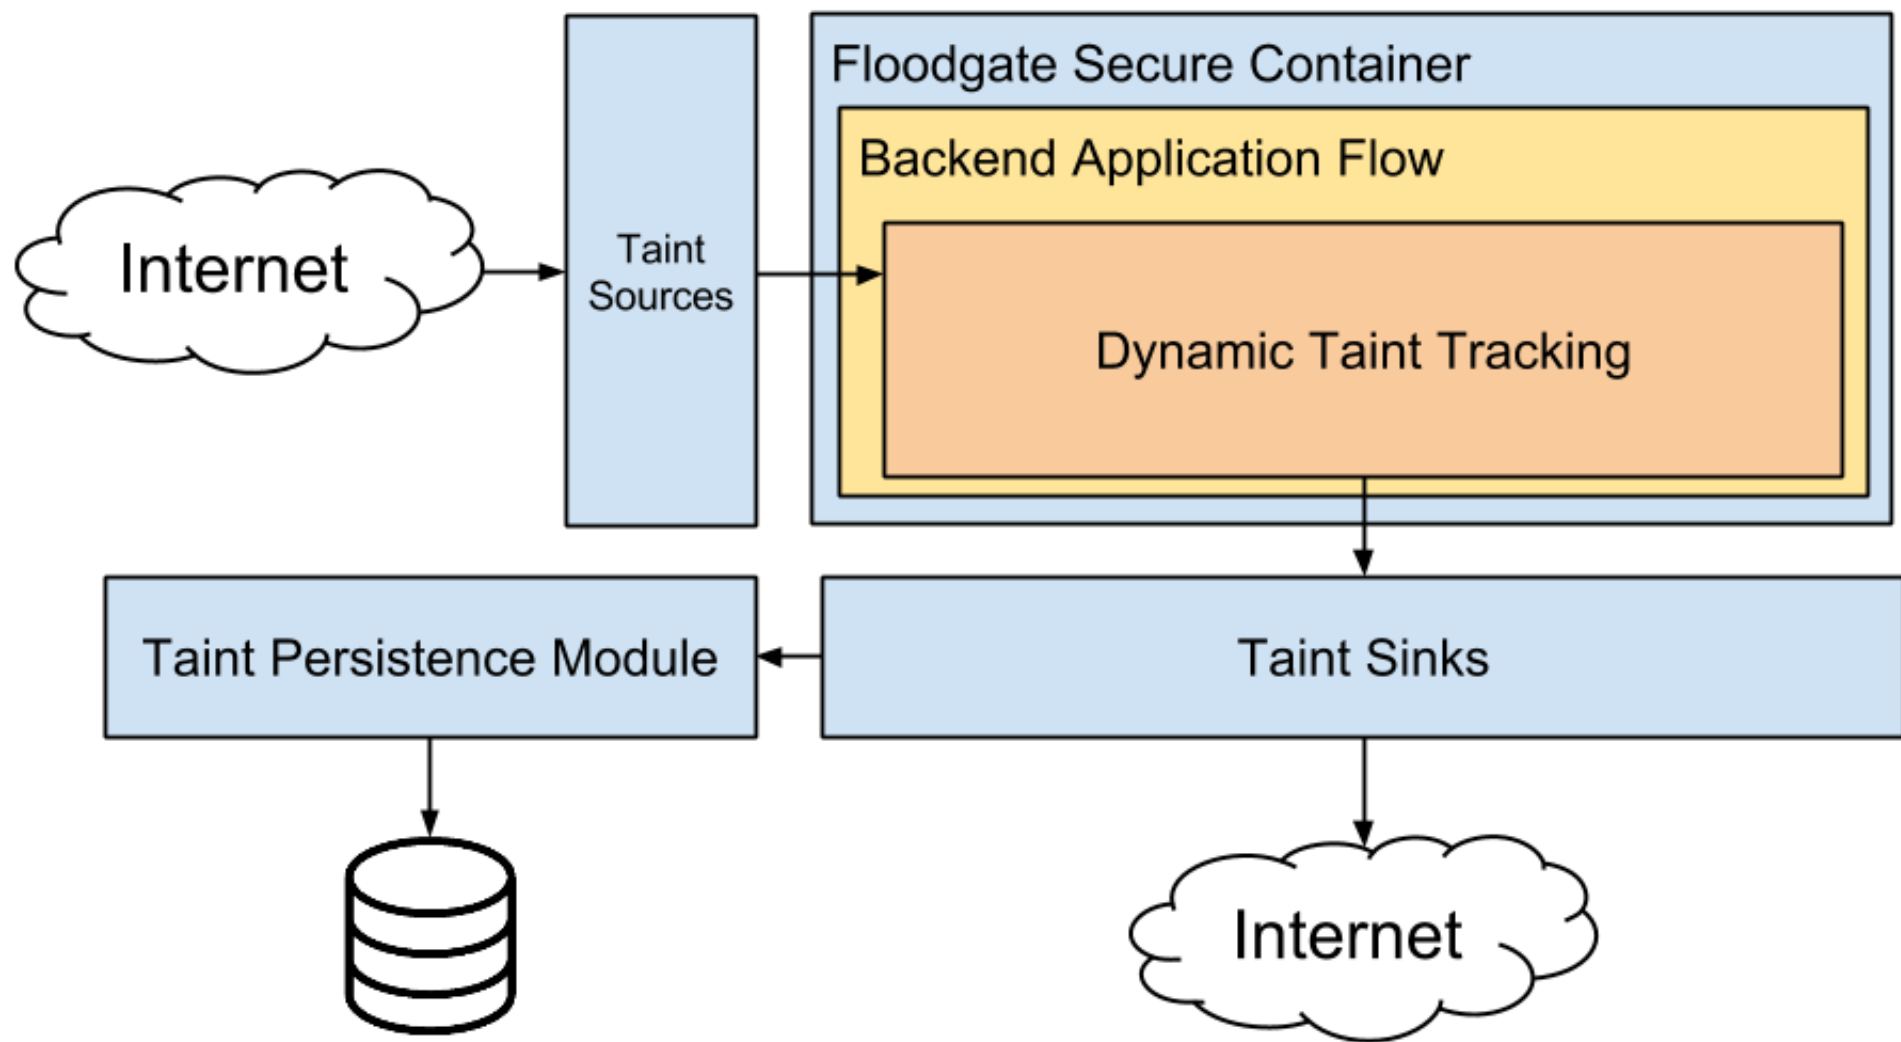 Floodgate Secure Container
Backend Application Flow
Internet
Taint
Sources
Dynamic Taint Tracking
Taint Persistence Module
Taint Sinks
Internet